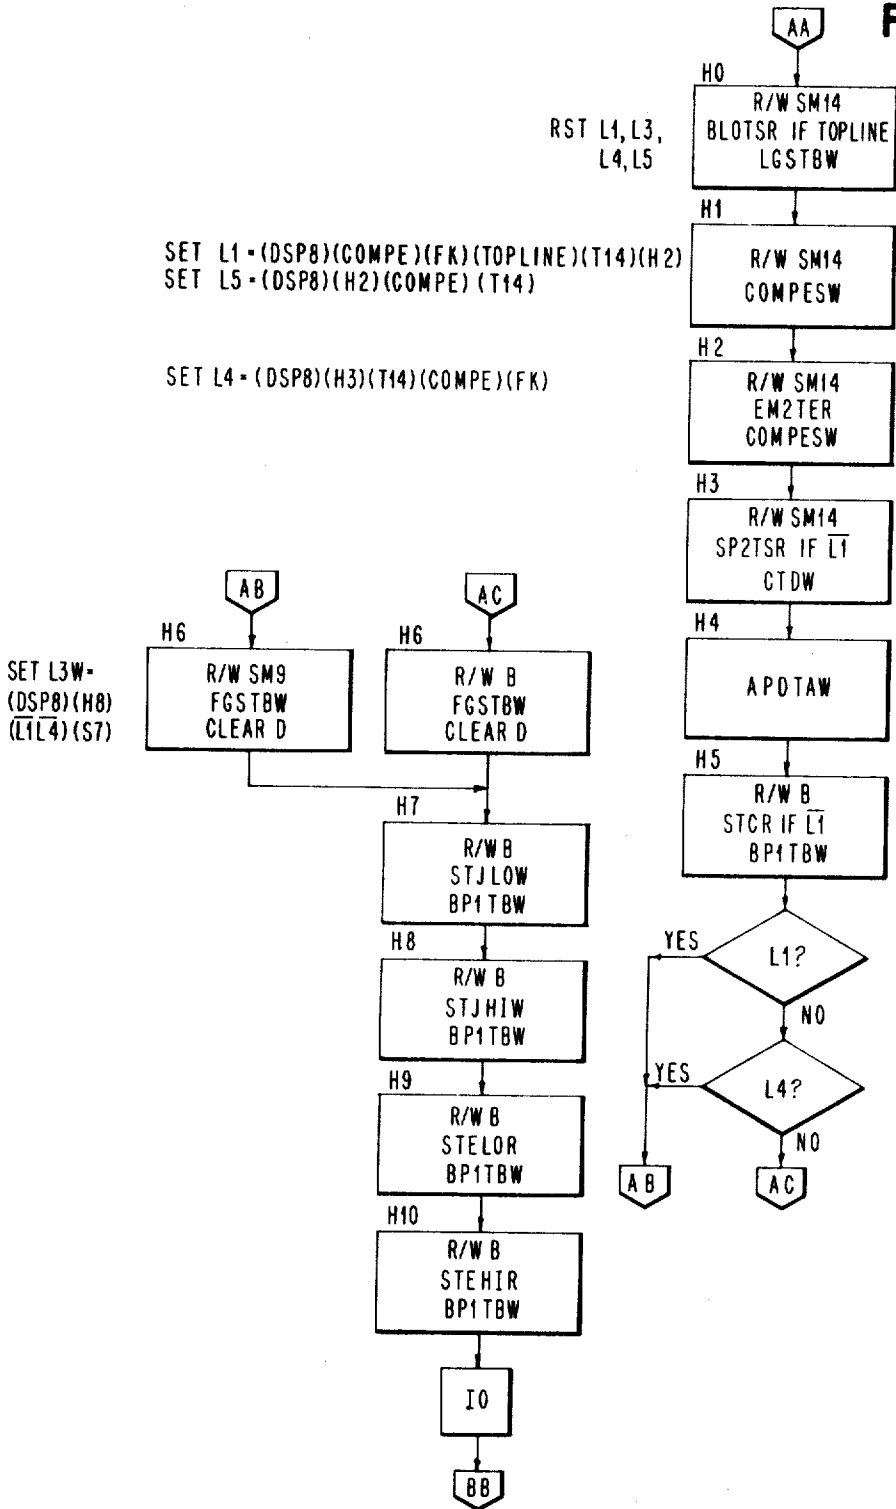 F
AA
H0
R/W SM14
BLOTSR IF TOPLINE
LGSTBW
RST L1, L3,
L4, L5
H1
R/W SM14
COMPESW
SET L1=(DSP8)(COMPE)(FK)(TOPLINE)(T14)(H2)
SET L5=(DSP8)(H2)(COMPE)(T14)
H2
R/W SM14
EM2TER
COMPESW
SET L4=(DSP8)(H3)(T14)(COMPE)(FK)
H3
R/W SM14
SP2TSR IF L̅1̅
CTDW
H4
APDTAW
H5
R/W B
STCR IF L̅1̅
BP1TBW
L1?
YES
NO
L4?
YES
NO
AB
AC
AB
H6
R/W SM9
FGSTBW
CLEAR D
SET L3W=
(DSP8)(H8)
(L̅1̅L̅4̅)(S7)
AC
H6
R/W B
FGSTBW
CLEAR D
H7
R/W B
STJLOW
BP1TBW
H8
R/W B
STJHIW
BP1TBW
H9
R/W B
STELOR
BP1TBW
H10
R/W B
STEHIR
BP1TBW
I0
BB